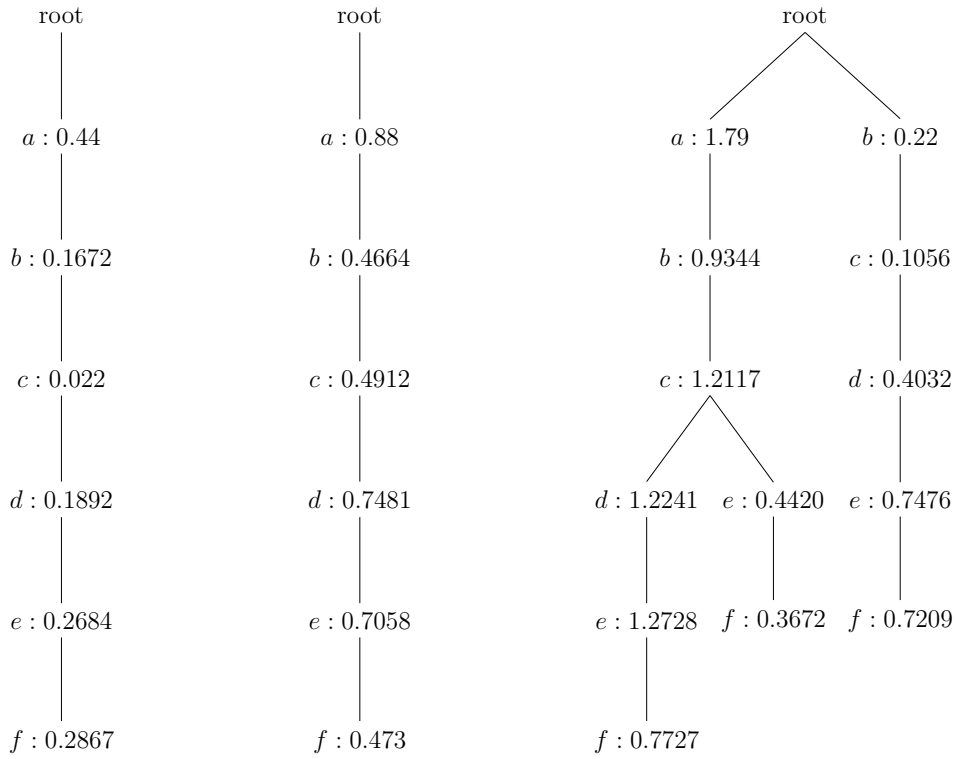 root root root
a : 0.44 a : 0.88 a : 1.79 b : 0.22
b : 0.1672 b : 0.4664 b : 0.9344 c : 0.1056
c : 0.022 c : 0.4912 c : 1.2117 d : 0.4032
d : 0.1892 d : 0.7481 d : 1.2241 e : 0.4420 e : 0.7476
e : 0.2684 e : 0.7058 e : 1.2728 f : 0.3672 f : 0.7209
f : 0.2867 f : 0.473 f : 0.7727